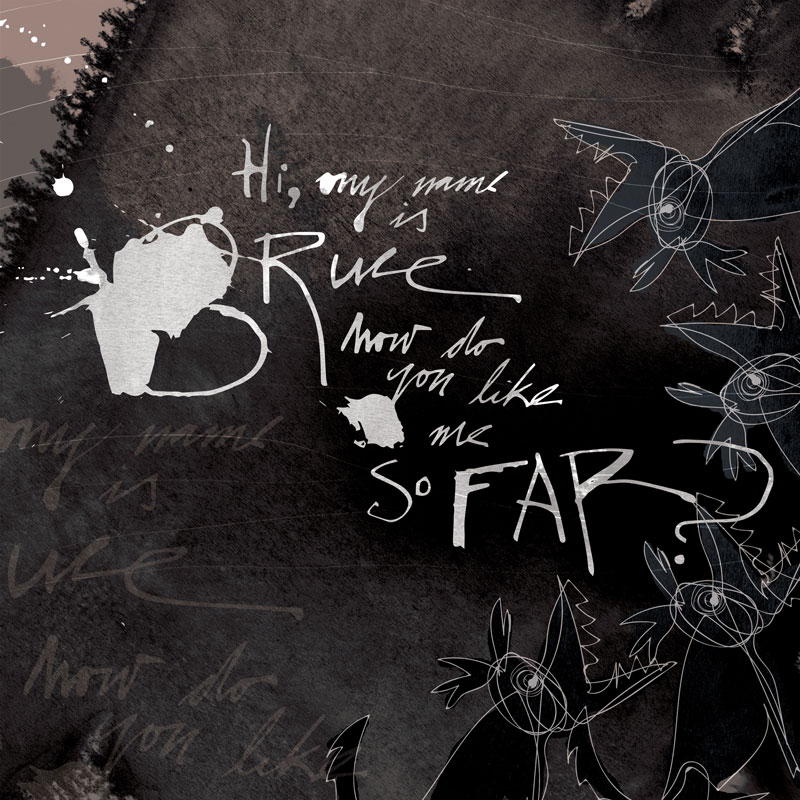 Hi, my name
is
BRuce.
how do
you like
me
So FAR?
my name
is
uce
how do
you like